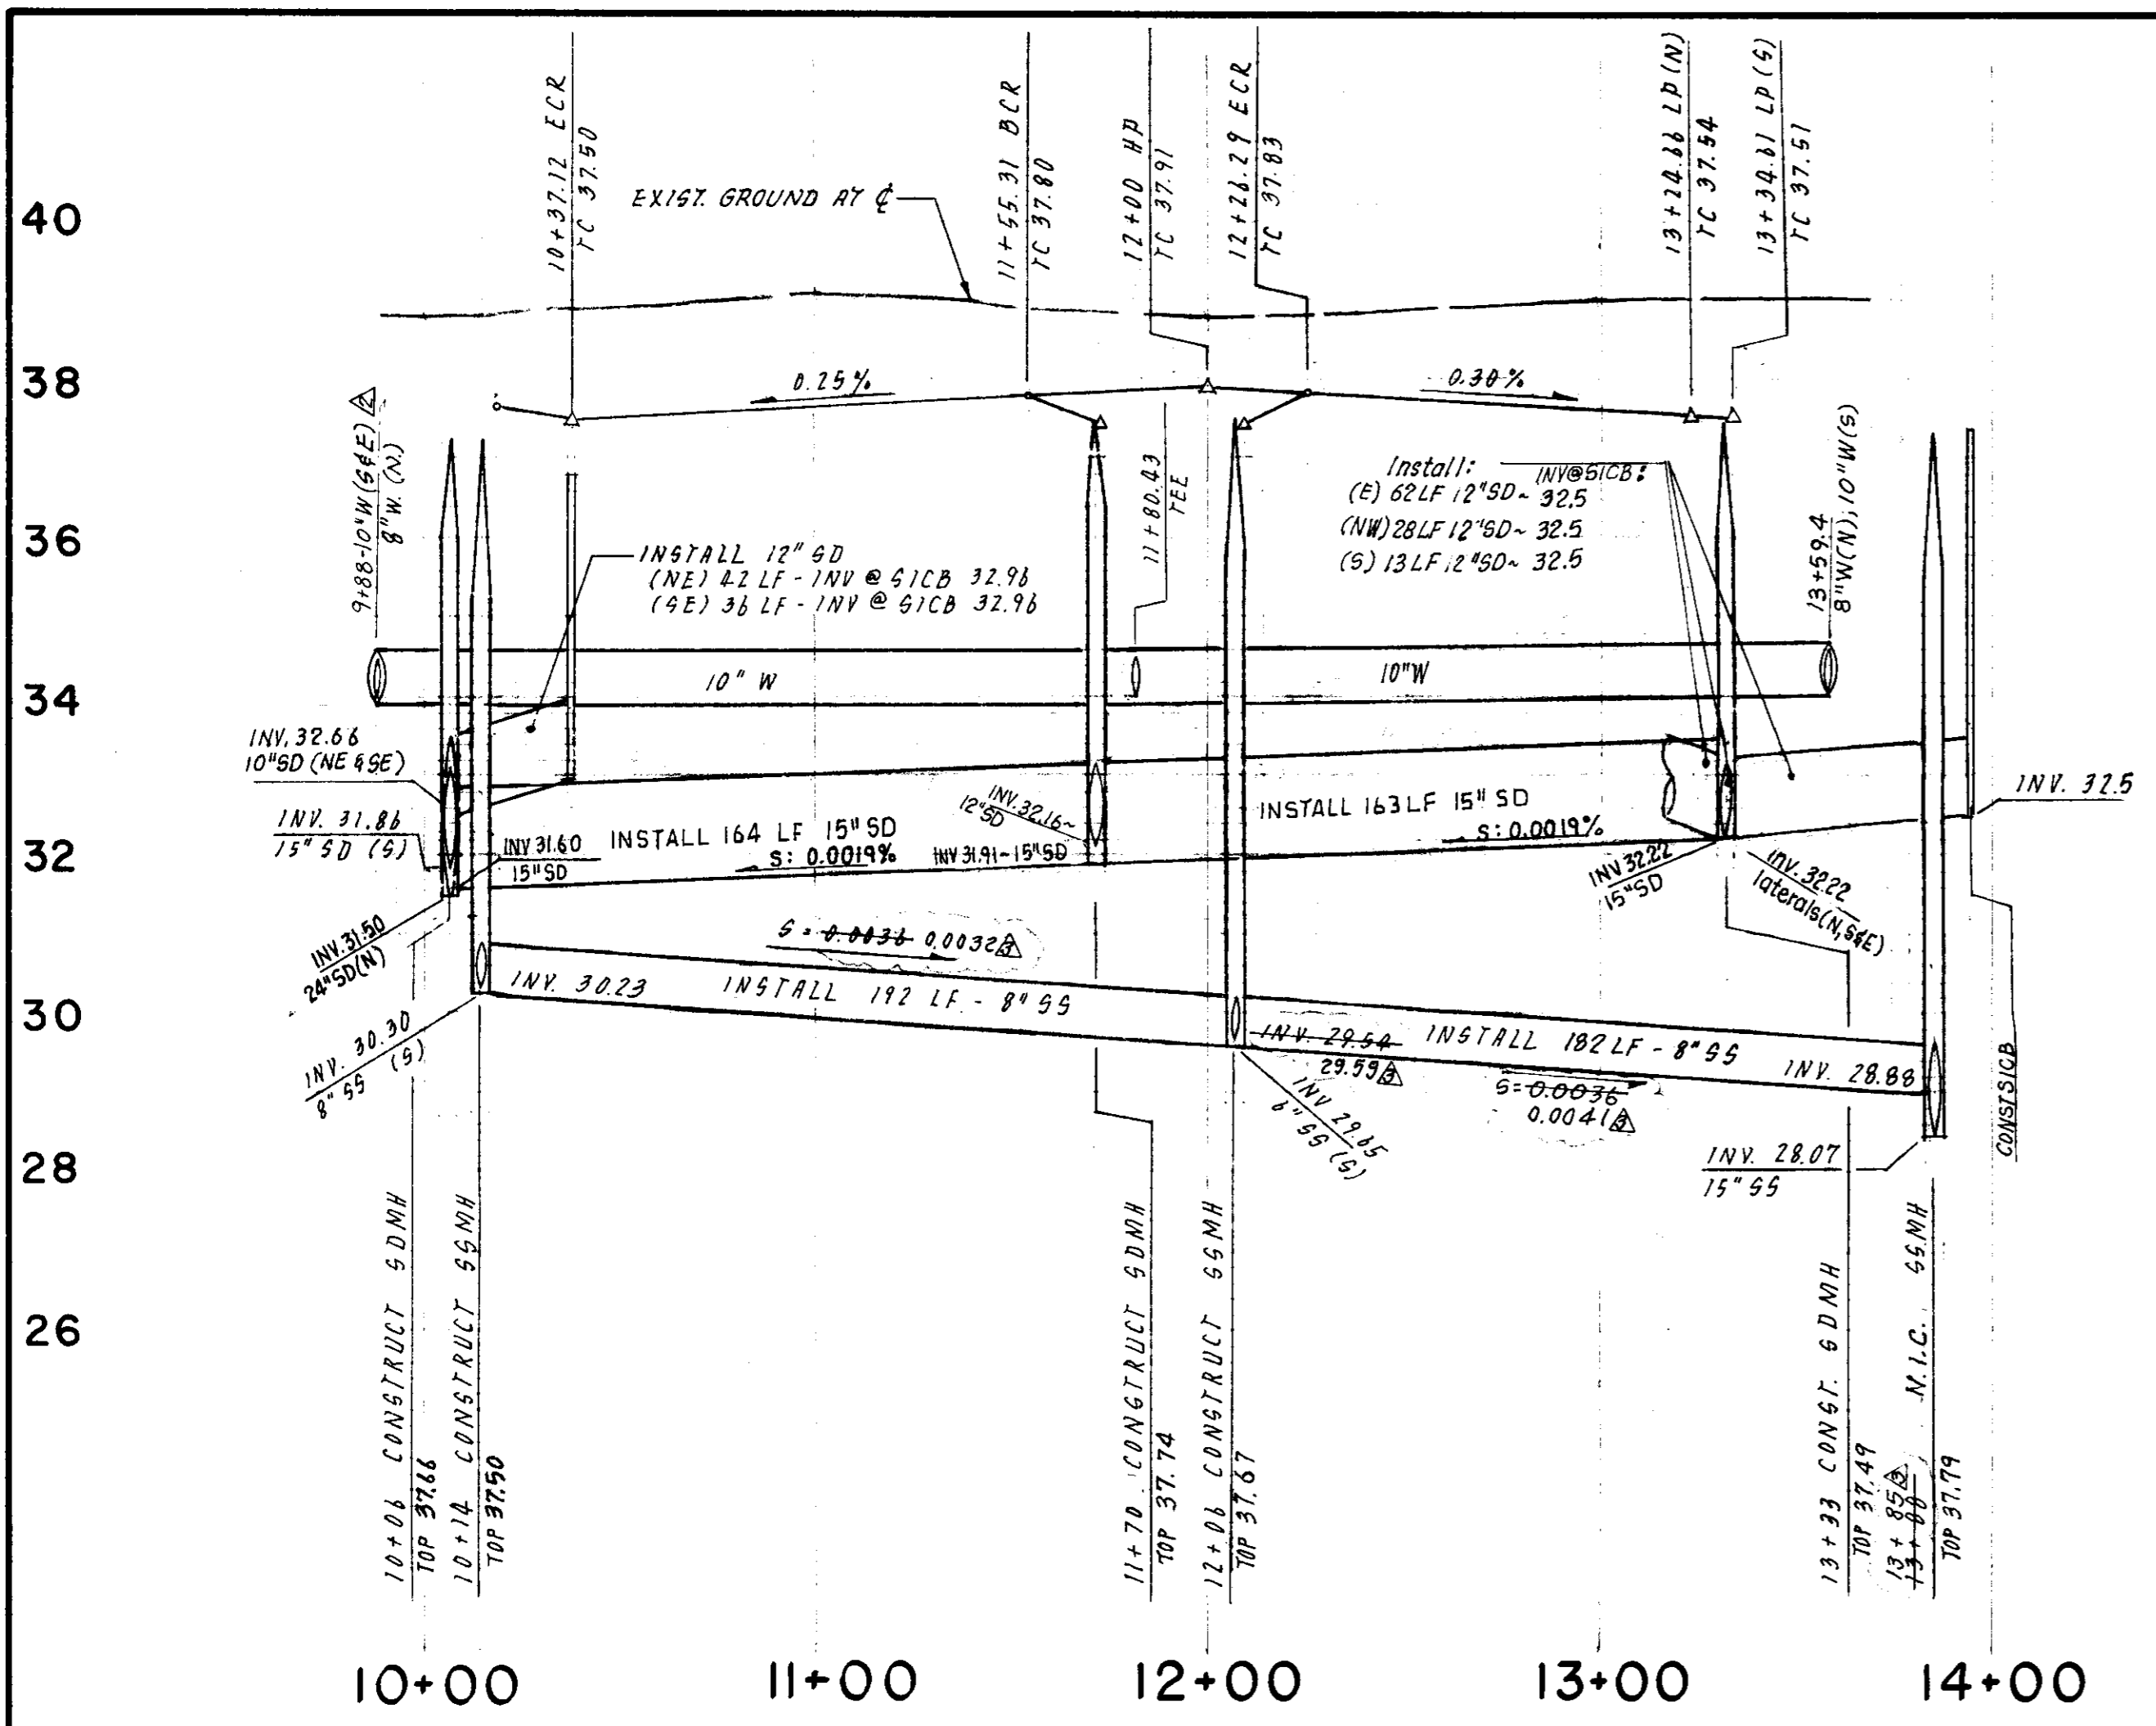 10+37.12 ECR
TC 37.50
11+55.31 BCR
TC 37.80
12+00 HP
TC 37.91
12+26.29 ECR
TC 37.83
13+24.66 LP(N)
TC 37.54
13+34.61 LP(S)
TC 37.51
EXIST. GROUND AT ℄
40
38
36
34
32
30
28
26
0.25%
0.30%
9+88-10"W(S&E) 2
8"W.(N.)
INSTALL 12" SD
(NE) 42 LF - INV @ SICB 32.96
(SE) 36 LF - INV @ SICB 32.96
11+80.43
TEE
Install: INV@SICB:
(E) 62LF 12"SD~ 32.5
(NW)28LF 12"SD~ 32.5
(S) 13LF 12"SD~ 32.5
13+59.4
8"W(N); 10"W(S)
10" W
10"W
INV. 32.66
10"SD (NE &SE)
INV. 31.86
15" SD (S)
INV 31.60
15"SD
INSTALL 164 LF 15" SD
S: 0.0019%
INV.32.16~
12"SD
INV 31.91~15"SD
INSTALL 163LF 15" SD
S: 0.0019%
INV 32.22
15"SD
INV. 32.22
laterals(N,S&E)
INV. 32.5
INV.31.50
24"SD(N)
S = 0.0036 0.0032 3
INV. 30.23
INSTALL 192 LF - 8" SS
INV. 30.30
8" SS (S)
INV. 29.54
29.59 3
INSTALL 182 LF - 8" SS
INV. 28.88
INV 29.65
6" SS (S)
S=0.0036
0.0041 3
INV. 28.07
15" SS
CONST SICB
10+06 CONSTRUCT SDMH
TOP 37.66
10+14 CONSTRUCT SSMH
TOP 37.50
11+70 CONSTRUCT SDMH
TOP 37.74
12+06 CONSTRUCT SSMH
TOP 37.67
13+33 CONST. SDMH
TOP 37.49
13+85 3
N.I.C. SSMH
TOP 37.79
10+00
11+00
12+00
13+00
14+00